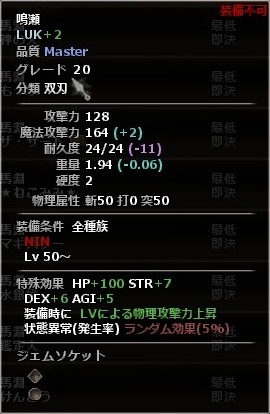 装備不可
鳴瀬
LUK+2
品質 Master
グレード 20
分類 双刃
攻撃力 128
魔法攻撃力 164 (+2)
耐久度 24/24 (-11)
重量 1.94 (-0.06)
硬度 2
物理属性 斬50 打0 突50
装備条件 全種族
NIN
Lv 50～
特殊効果 HP+100 STR+7
DEX+6 AGI+5
装備時に LVによる物理攻撃力上昇
状態異常(発生率) ランダム効果(5%)
ジェムソケット